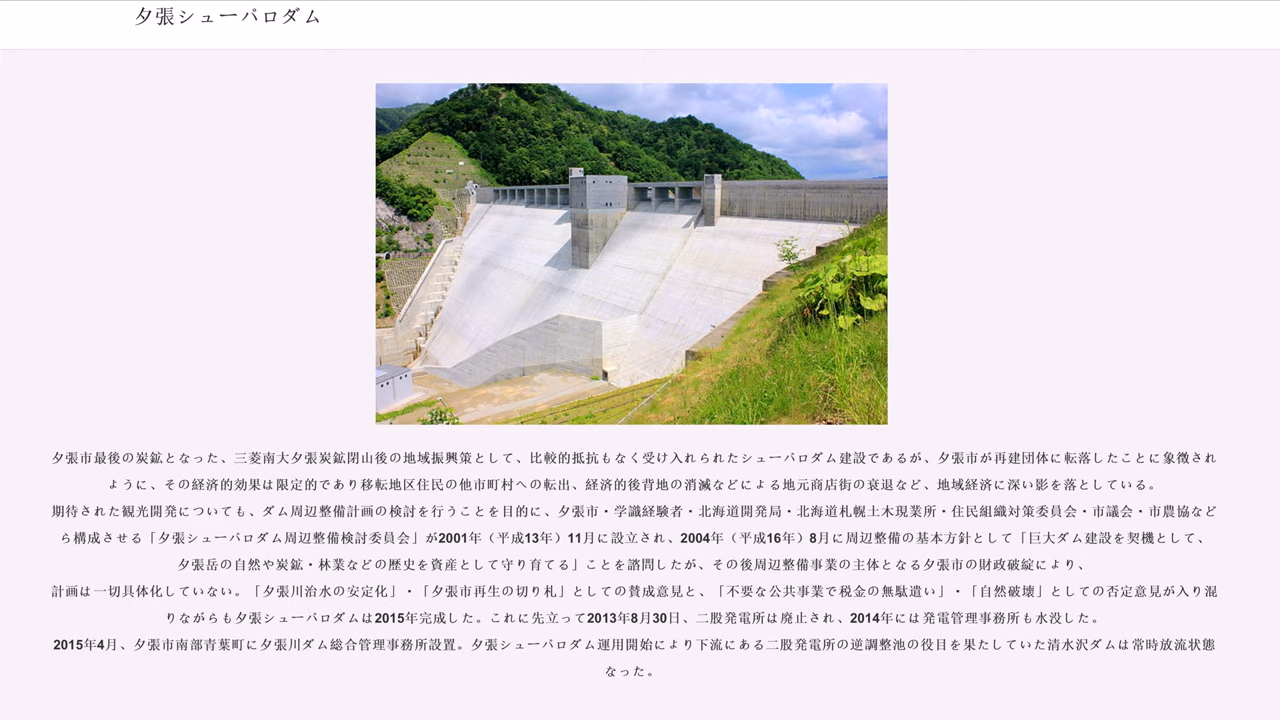 夕張シューパロダム
夕張市最後の炭鉱となった、三菱南大夕張炭鉱閉山後の地域振興策として、比較的抵抗もなく受け入れられたシューパロダム建設であるが、夕張市が再建団体に転落したことに象徴され
ように、その経済的効果は限定的であり移転地区住民の他市町村への転出、経済的後背地の消滅などによる地元商店街の衰退など、地域経済に深い影を落としている。
期待された観光開発についても、ダム周辺整備計画の検討を行うことを目的に、夕張市・学識経験者・北海道開発局・北海道札幌土木現業所・住民組織対策委員会・市議会・市農協など
ら構成させる「夕張シューパロダム周辺整備検討委員会」が2001年（平成13年）11月に設立され、2004年（平成16年）8月に周辺整備の基本方針として「巨大ダム建設を契機として、
夕張岳の自然や炭鉱・林業などの歴史を資産として守り育てる」ことを諮問したが、その後周辺整備事業の主体となる夕張市の財政破綻により、
計画は一切具体化していない。「夕張川治水の安定化」・「夕張市再生の切り札」としての賛成意見と、「不要な公共事業で税金の無駄遣い」・「自然破壊」としての否定意見が入り混
りながらも夕張シューパロダムは2015年完成した。これに先立って2013年8月30日、二股発電所は廃止され、2014年には発電管理事務所も水没した。
2015年4月、夕張市南部青葉町に夕張川ダム総合管理事務所設置。夕張シューパロダム運用開始により下流にある二股発電所の逆調整池の役目を果たしていた清水沢ダムは常時放流状態
なった。